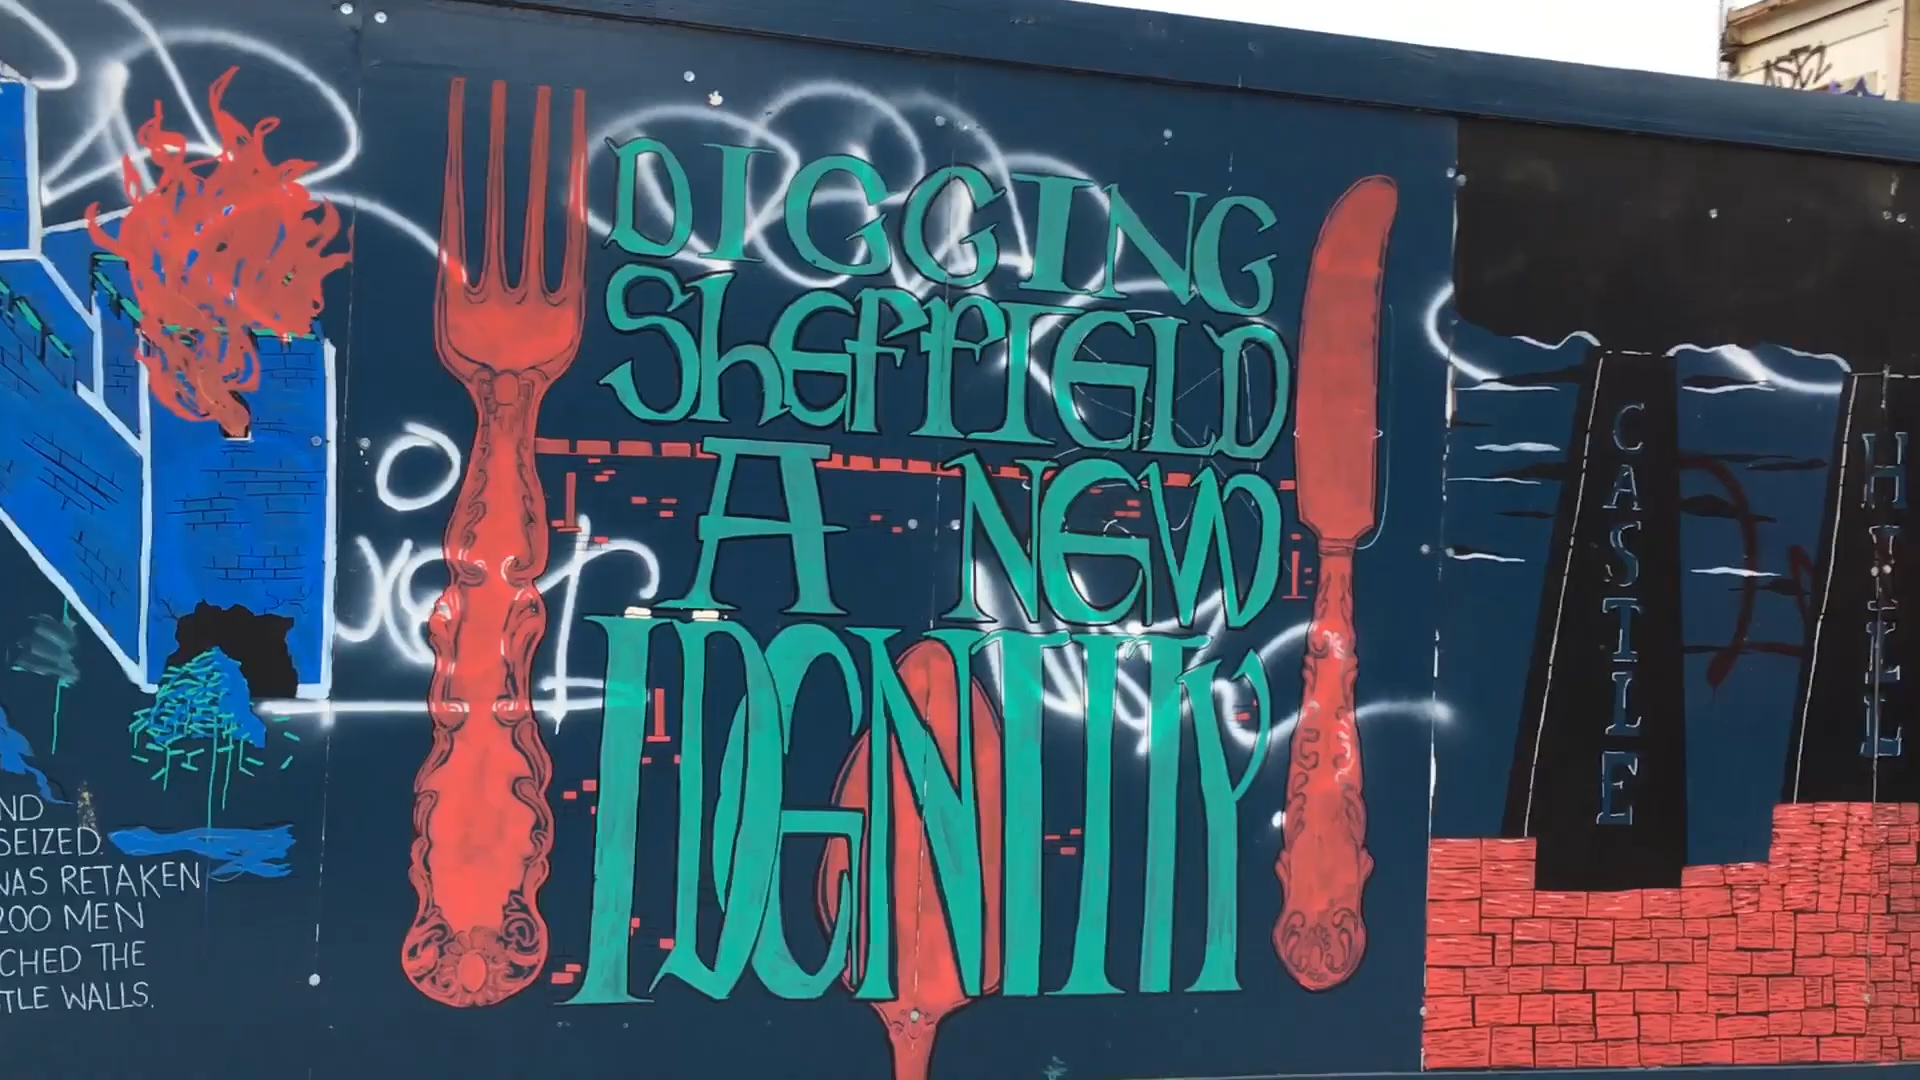 DIGGING
SHEFFIELD
A NEW
IDENTITY
CASTLE
HILL
ND
SEIZED.
WAS RETAKEN
200 MEN
CHED THE
TLE WALLS.